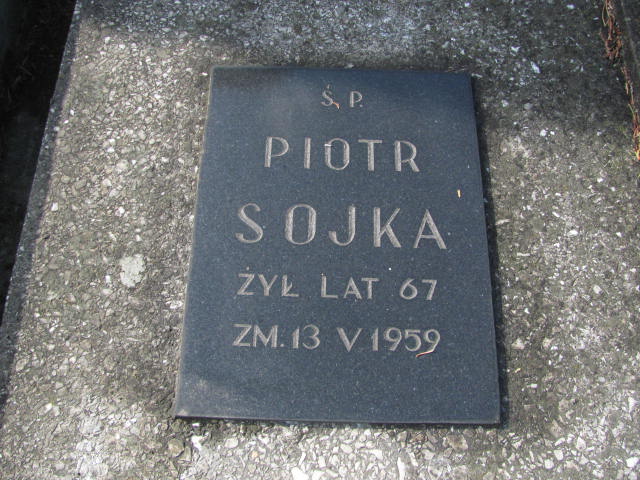 Ś. P.
PIOTR
SOJKA
ŻYŁ LAT 67
ZM. 13 V 1959